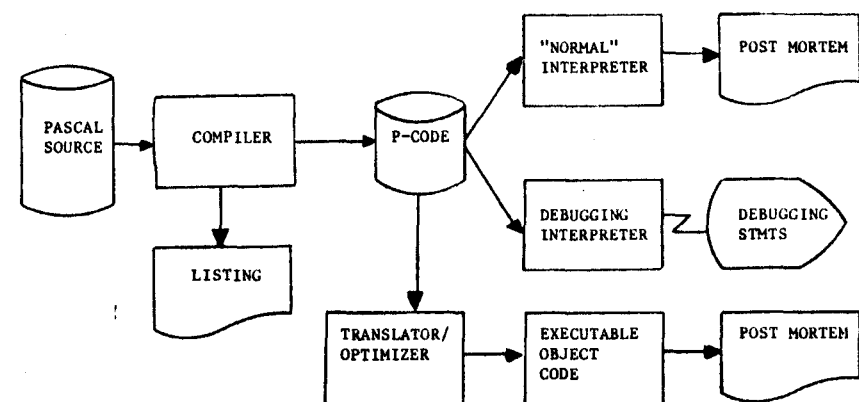 "NORMAL"
INTERPRETER
POST MORTEM
PASCAL
SOURCE
COMPILER
P-CODE
DEBUGGING
INTERPRETER
DEBUGGING
STMTS
LISTING
TRANSLATOR/
OPTIMIZER
EXECUTABLE
OBJECT
CODE
POST MORTEM